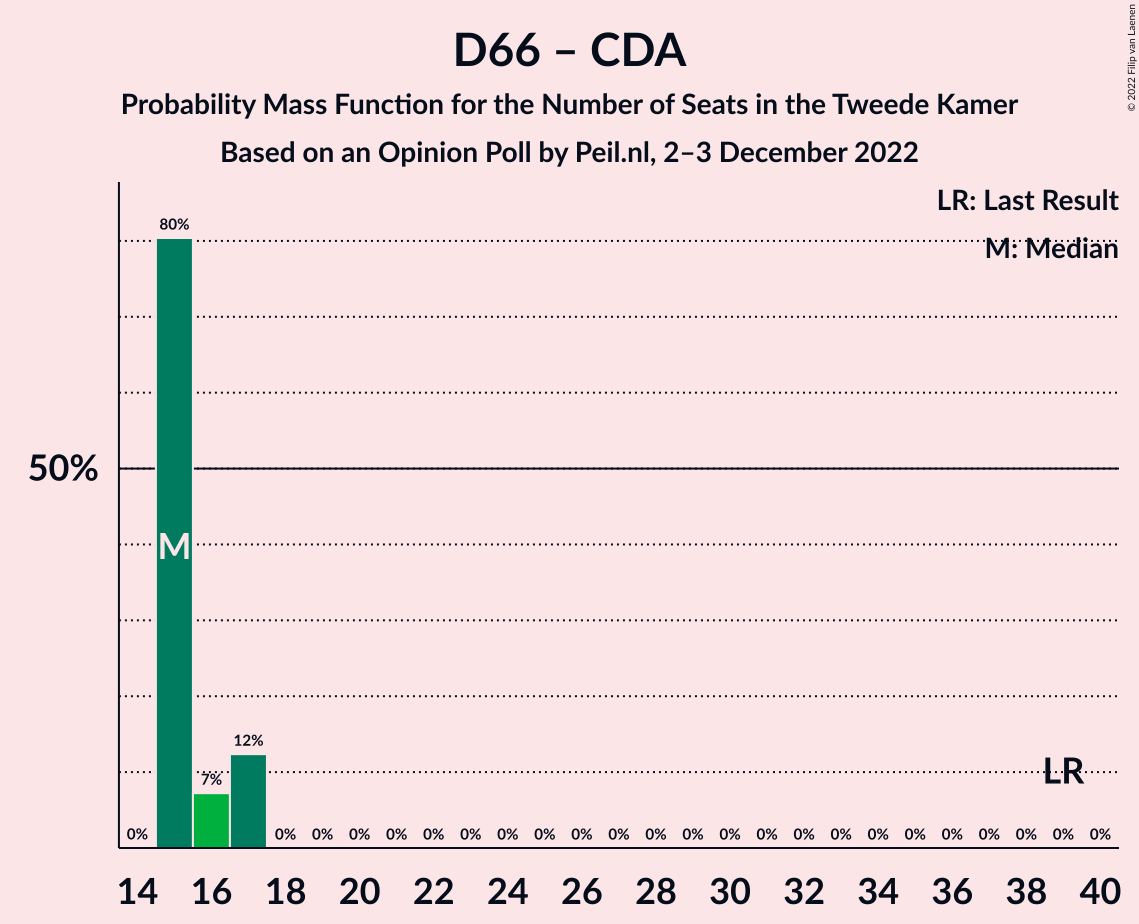 D66 – CDA
Probability Mass Function for the Number of Seats in the Tweede Kamer
Based on an Opinion Poll by Peil.nl, 2–3 December 2022
© 2022 Filip van Laenen
LR: Last Result
M: Median
80%
50%
M
12%
7%
LR
0% 0% 0% 0% 0% 0% 0% 0% 0% 0% 0% 0% 0% 0% 0% 0% 0% 0% 0% 0% 0% 0% 0% 0%
14 16 18 20 22 24 26 28 30 32 34 36 38 40